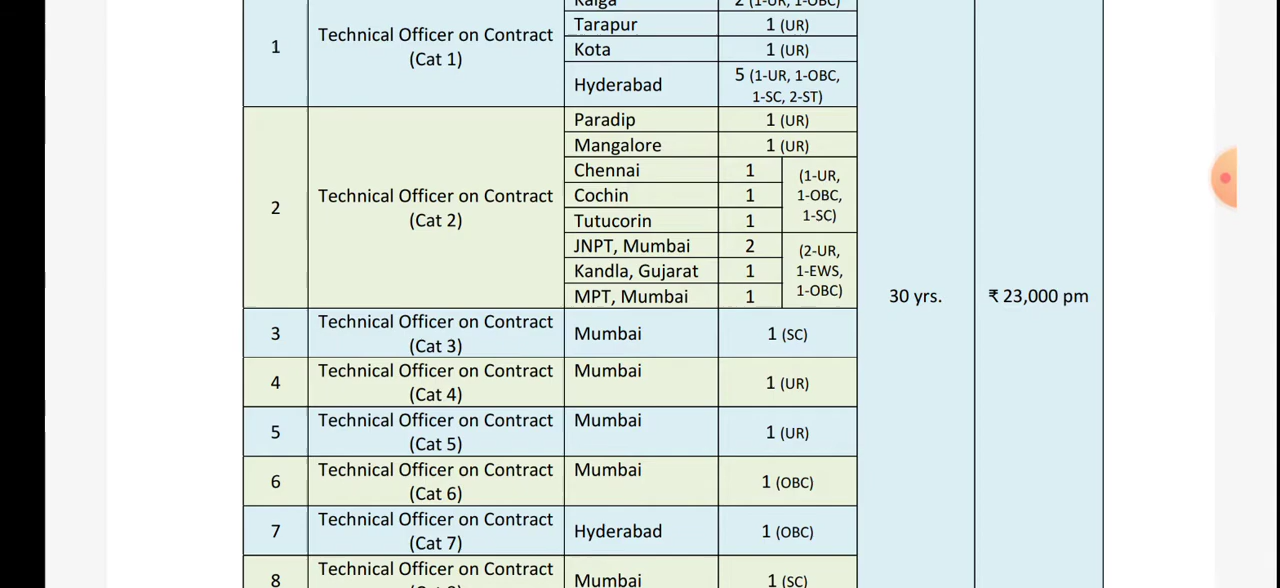 Kaiga 2 (1-UR, 1-OBC)
1 Technical Officer on Contract (Cat 1)
Tarapur 1 (UR)
Kota 1 (UR)
Hyderabad 5 (1-UR, 1-OBC, 1-SC, 2-ST)
2 Technical Officer on Contract (Cat 2)
Paradip 1 (UR)
Mangalore 1 (UR)
Chennai 1
Cochin 1
Tutucorin 1
(1-UR,
1-OBC,
1-SC)
JNPT, Mumbai 2
Kandla, Gujarat 1
MPT, Mumbai 1
(2-UR,
1-EWS,
1-OBC)
30 yrs. ₹ 23,000 pm
3 Technical Officer on Contract (Cat 3) Mumbai 1 (SC)
4 Technical Officer on Contract (Cat 4) Mumbai 1 (UR)
5 Technical Officer on Contract (Cat 5) Mumbai 1 (UR)
6 Technical Officer on Contract (Cat 6) Mumbai 1 (OBC)
7 Technical Officer on Contract (Cat 7) Hyderabad 1 (OBC)
8 Technical Officer on Contract Mumbai 1 (SC)